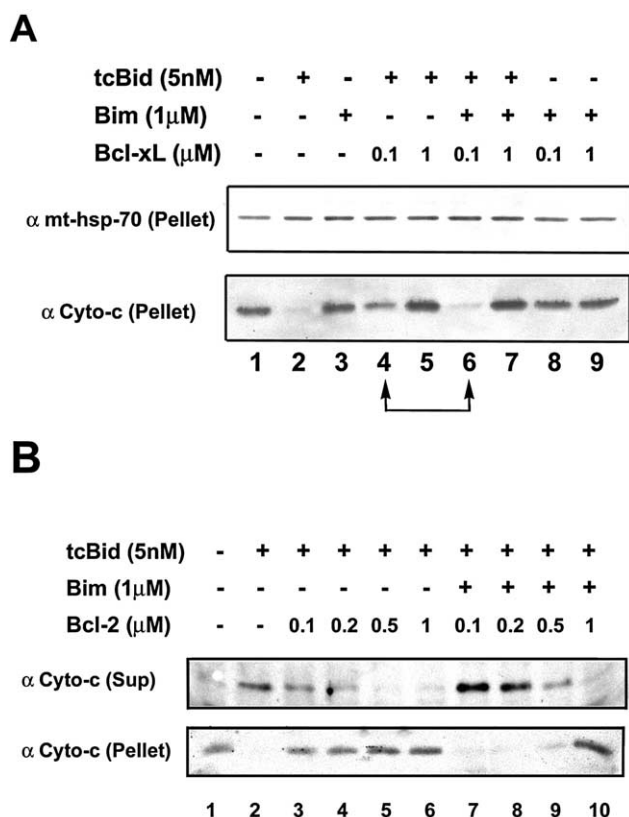 A
tcBid (5nM) - + - + + + + - -
Bim (1μM) - - + - - + + + +
Bcl-xL (μM) - - - 0.1 1 0.1 1 0.1 1
α mt-hsp-70 (Pellet)
α Cyto-c (Pellet)
1 2 3 4 5 6 7 8 9
B
tcBid (5nM) - + + + + + + + + +
Bim (1μM) - - - - - - + + + +
Bcl-2 (μM) - - 0.1 0.2 0.5 1 0.1 0.2 0.5 1
α Cyto-c (Sup)
α Cyto-c (Pellet)
1 2 3 4 5 6 7 8 9 10